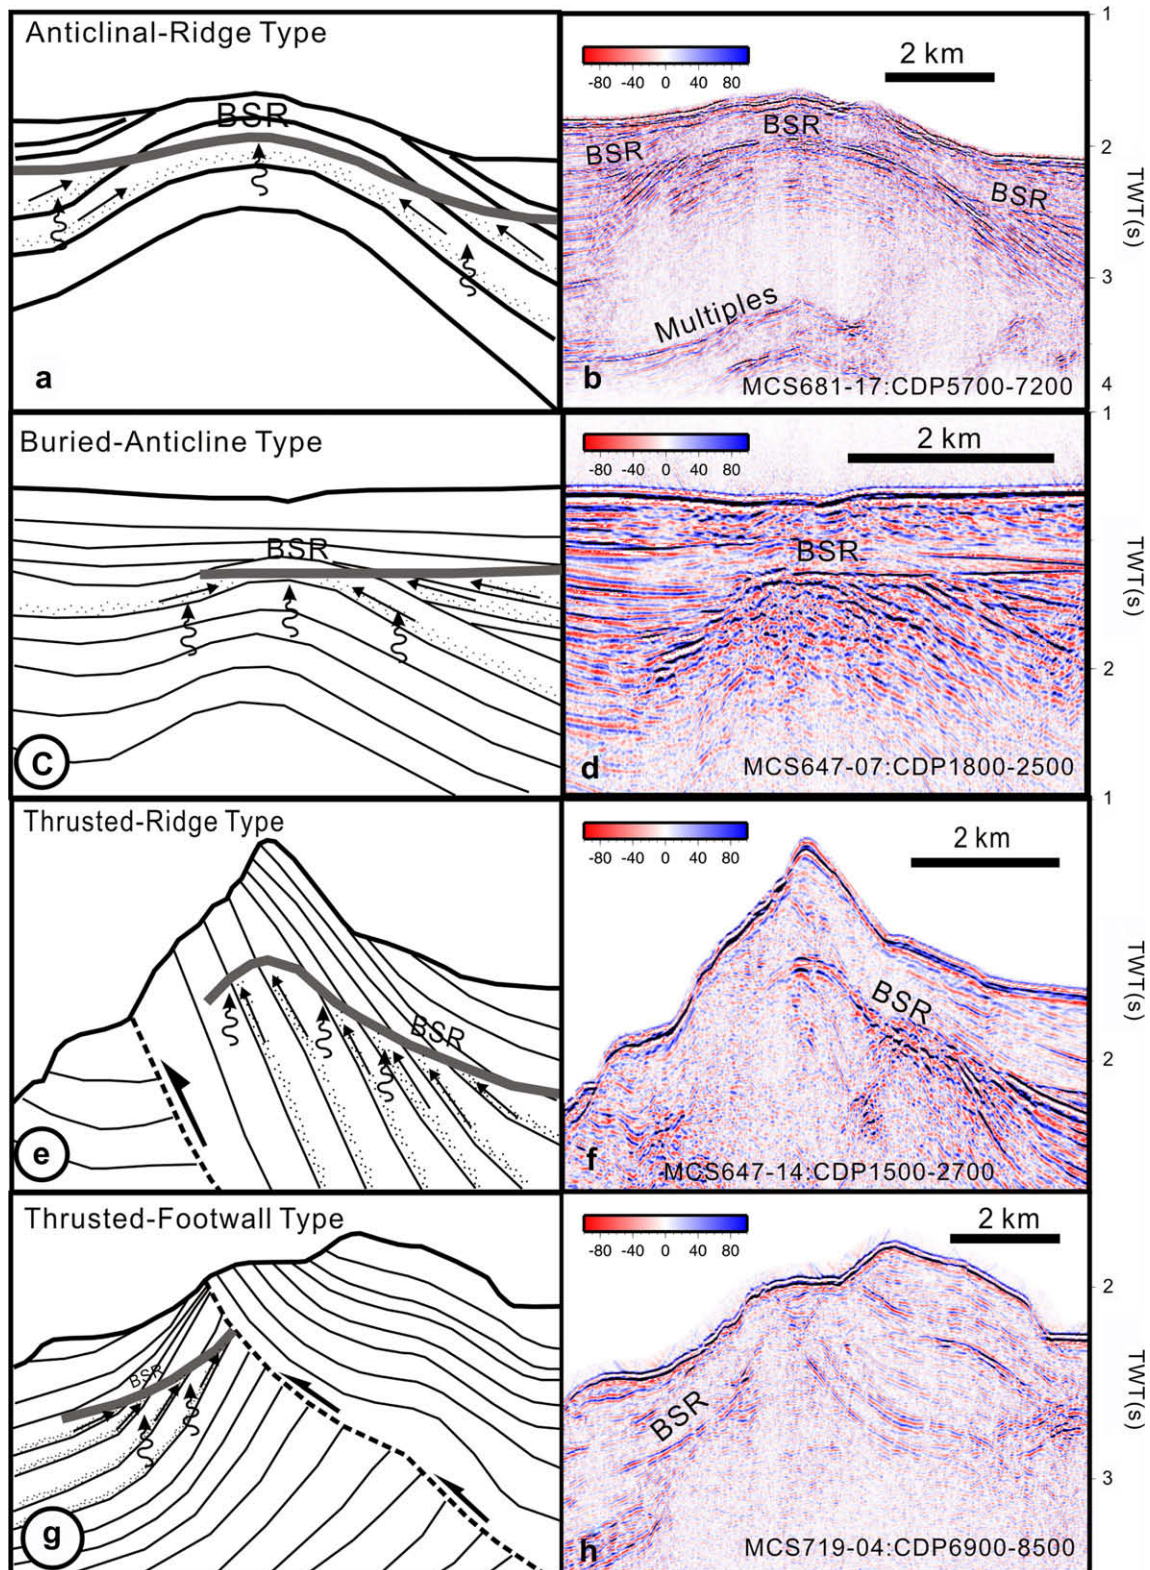 Anticlinal-Ridge Type
BSR
a
-80 -40 0 40 80
2 km
BSR
BSR
BSR
Multiples
b
MCS681-17:CDP5700-7200
1
2
TWT(s)
3
4
Buried-Anticline Type
BSR
C
-80 -40 0 40 80
2 km
BSR
d
MCS647-07:CDP1800-2500
1
TWT(s)
2
Thrusted-Ridge Type
BSR
e
-80 -40 0 40 80
2 km
BSR
f
MCS647-14:CDP1500-2700
1
TWT(s)
2
Thrusted-Footwall Type
BSR
g
-80 -40 0 40 80
2 km
BSR
h
MCS719-04:CDP6900-8500
2
TWT(s)
3